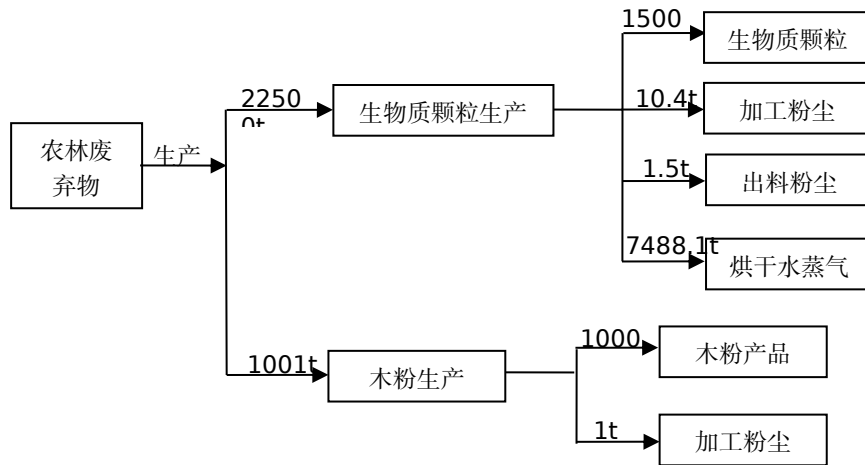 农林废
弃物
生产
2250
0t
生物质颗粒生产
1500
生物质颗粒
10.4t
加工粉尘
1.5t
出料粉尘
7488.1t
烘干水蒸气
1001t
木粉生产
1000
木粉产品
1t
加工粉尘